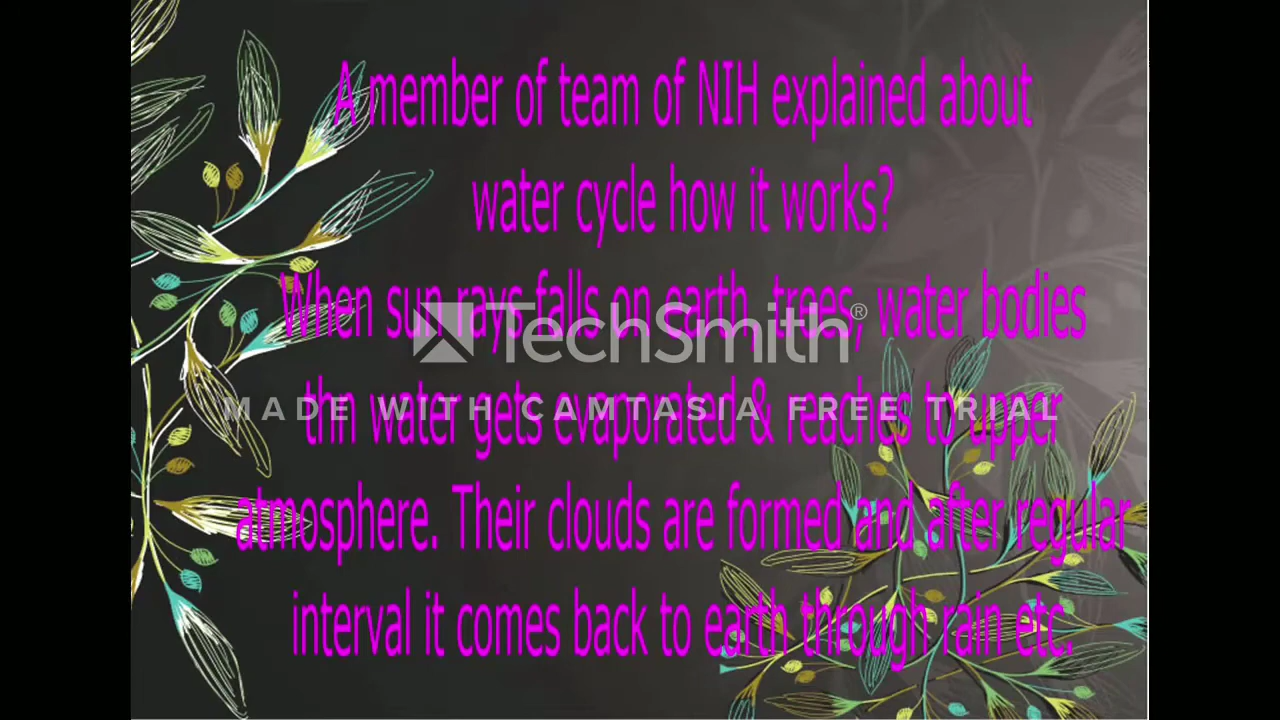 A member of team of NIH explained about
water cycle how it works?
When sun rays falls on earth, trees, water bodies
TechSmith®
thn water gets evaporated & reaches to upper
MADE WITH CAMTASIA FREE TRIAL
atmosphere. Their clouds are formed and after regular
interval it comes back to earth through rain etc.